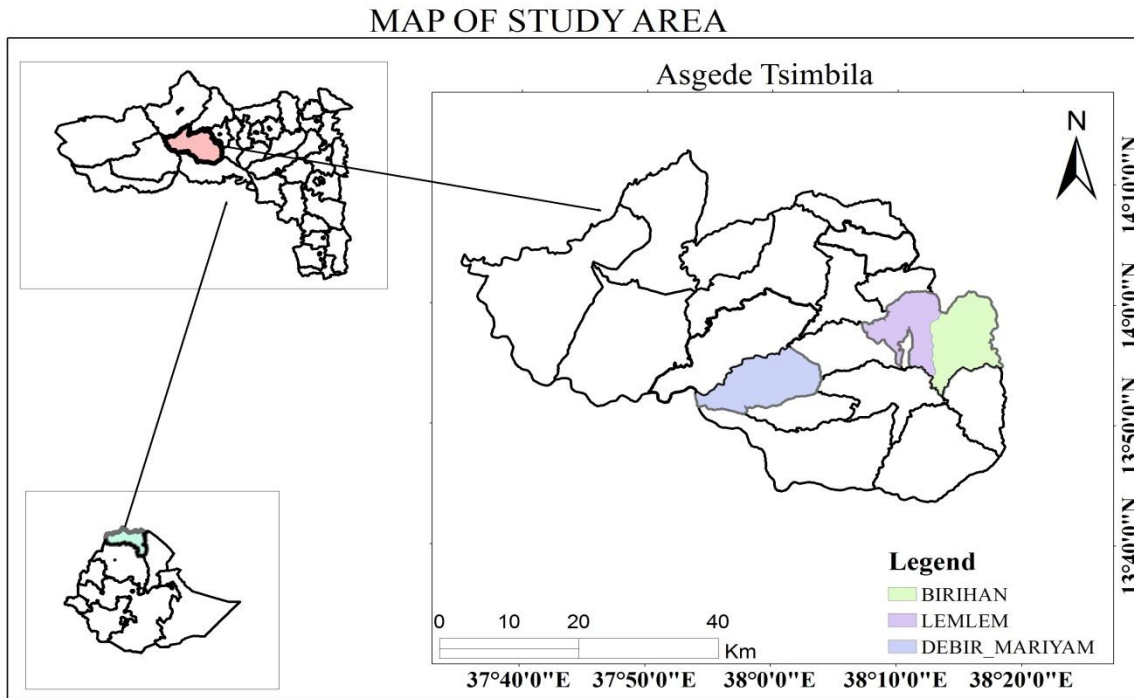 MAP OF STUDY AREA
Asgede Tsimbila
N
14°10'0"N
14°0'0"N
13°50'0"N
13°40'0"N
Legend
BIRIHAN
LEMLEM
DEBIR_MARIYAM
0 10 20 40
Km
37°40'0"E 37°50'0"E 38°0'0"E 38°10'0"E 38°20'0"E